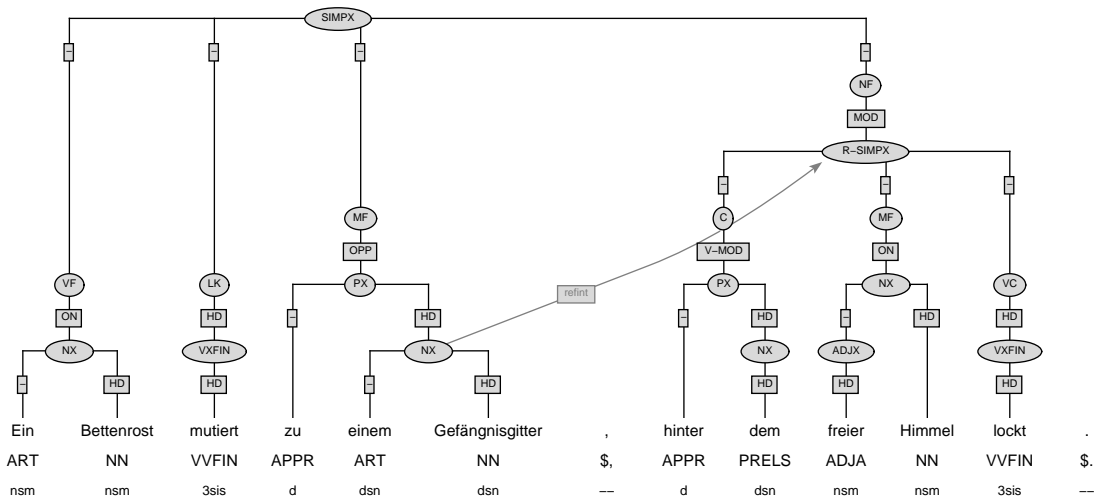 SIMPX
– – – –
NF
MOD
R–SIMPX
– – –
MF C MF
OPP V–MOD ON
VF LK PX refint PX NX VC
ON HD – HD – HD – HD HD
NX VXFIN NX NX ADJX VXFIN
– HD HD – HD HD HD HD
Ein Bettenrost mutiert zu einem Gefängnisgitter , hinter dem freier Himmel lockt .
ART NN VVFIN APPR ART NN $, APPR PRELS ADJA NN VVFIN $.
nsm nsm 3sis d dsn dsn –– d dsn nsm nsm 3sis ––